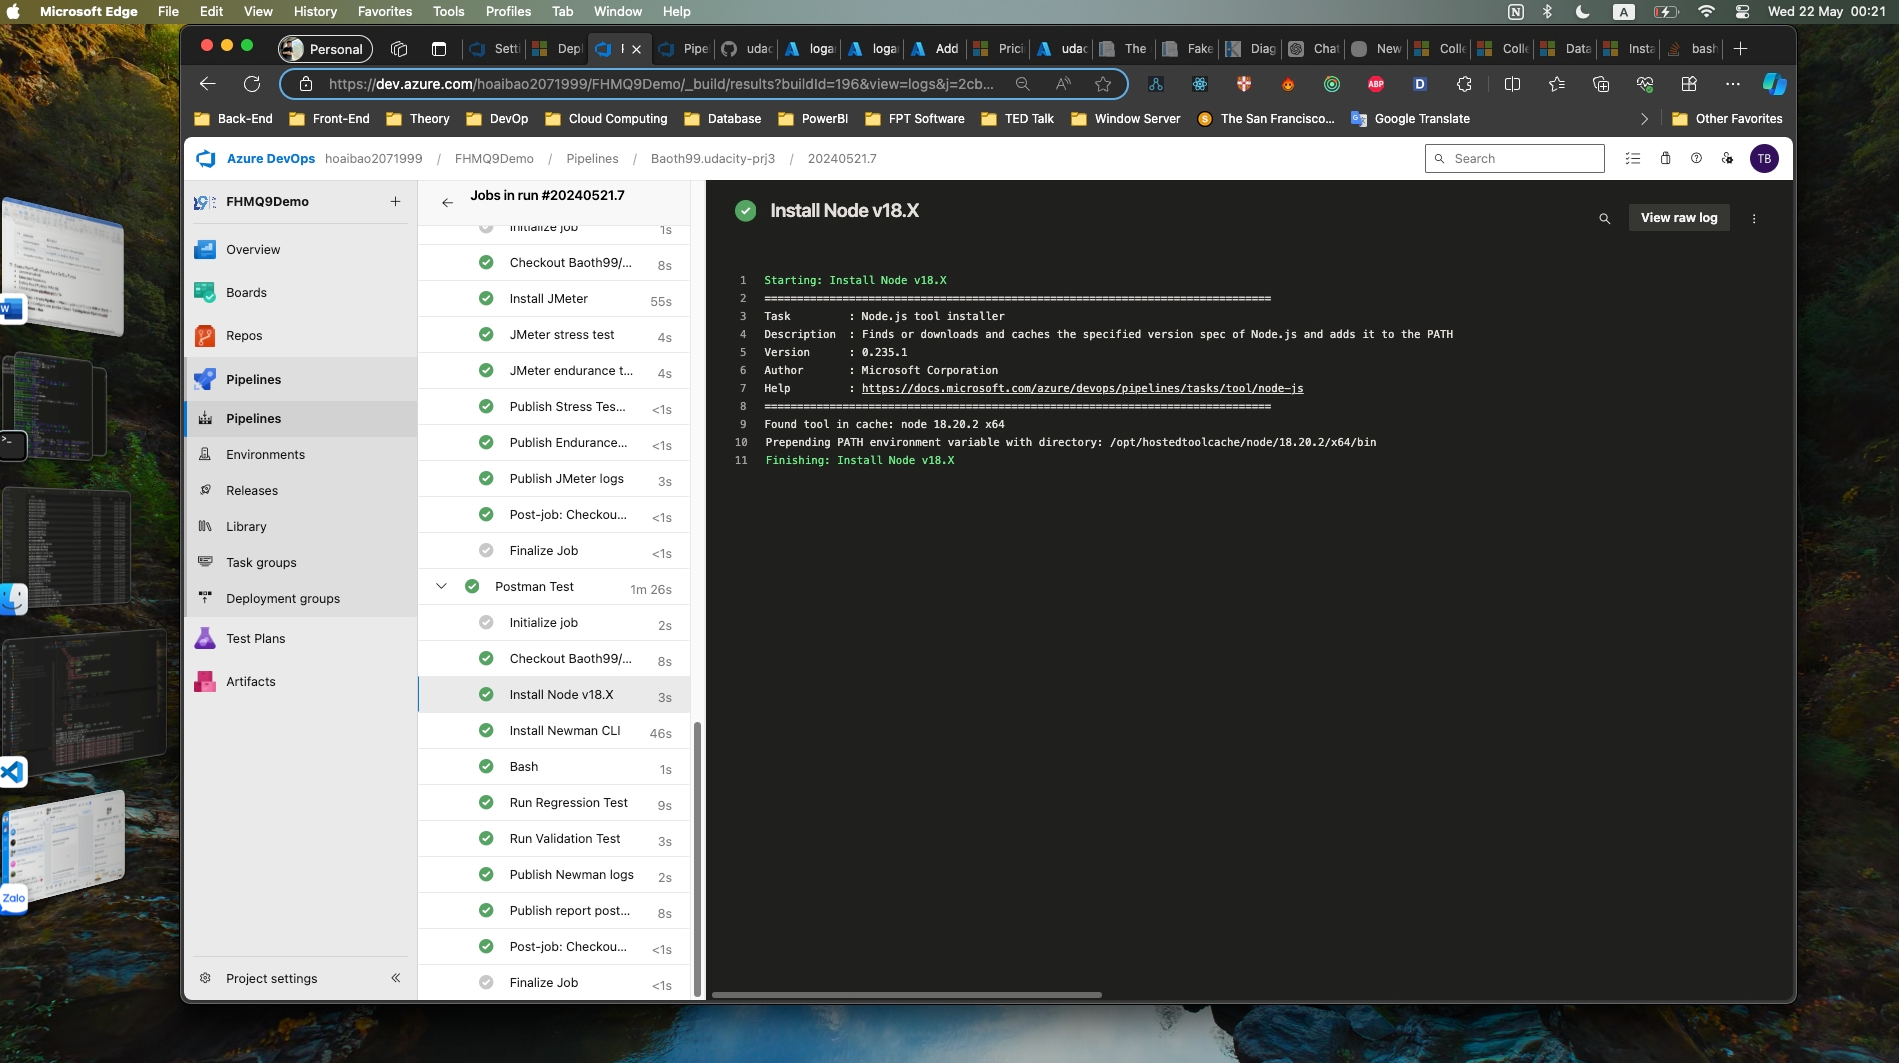 Microsoft Edge File Edit View History Favorites Tools Profiles Tab Window Help
A Wed 22 May 00:21
Personal Setti Depl Pipe udac loga loga Add Prici udac The Fake Diag Chat New Colle Colle Data Insta bash
https://dev.azure.com/hoaibao2071999/FHMQ9Demo/_build/results?buildId=196&view=logs&j=2cb...
ABP D
Back-End Front-End Theory DevOp Cloud Computing Database PowerBI FPT Software TED Talk Window Server The San Francisco... Google Translate Other Favorites
Azure DevOps hoaibao2071999 / FHMQ9Demo / Pipelines / Baoth99.udacity-prj3 / 20240521.7
Search
TB
FHMQ9Demo
Overview
Boards
Repos
Pipelines
Pipelines
Environments
Releases
Library
Task groups
Deployment groups
Test Plans
Artifacts
Project settings
Jobs in run #20240521.7
Initialize job 1s
Checkout Baoth99/... 8s
Install JMeter 55s
JMeter stress test 4s
JMeter endurance t... 4s
Publish Stress Tes... <1s
Publish Endurance... <1s
Publish JMeter logs 3s
Post-job: Checkou... <1s
Finalize Job <1s
Postman Test 1m 26s
Initialize job 2s
Checkout Baoth99/... 8s
Install Node v18.X 3s
Install Newman CLI 46s
Bash 1s
Run Regression Test 9s
Run Validation Test 3s
Publish Newman logs 2s
Publish report post... 8s
Post-job: Checkou... <1s
Finalize Job <1s
Install Node v18.X
View raw log
1 Starting: Install Node v18.X
2 ==============================================================================
3 Task : Node.js tool installer
4 Description : Finds or downloads and caches the specified version spec of Node.js and adds it to the PATH
5 Version : 0.235.1
6 Author : Microsoft Corporation
7 Help : https://docs.microsoft.com/azure/devops/pipelines/tasks/tool/node-js
8 ==============================================================================
9 Found tool in cache: node 18.20.2 x64
10 Prepending PATH environment variable with directory: /opt/hostedtoolcache/node/18.20.2/x64/bin
11 Finishing: Install Node v18.X
Zalo